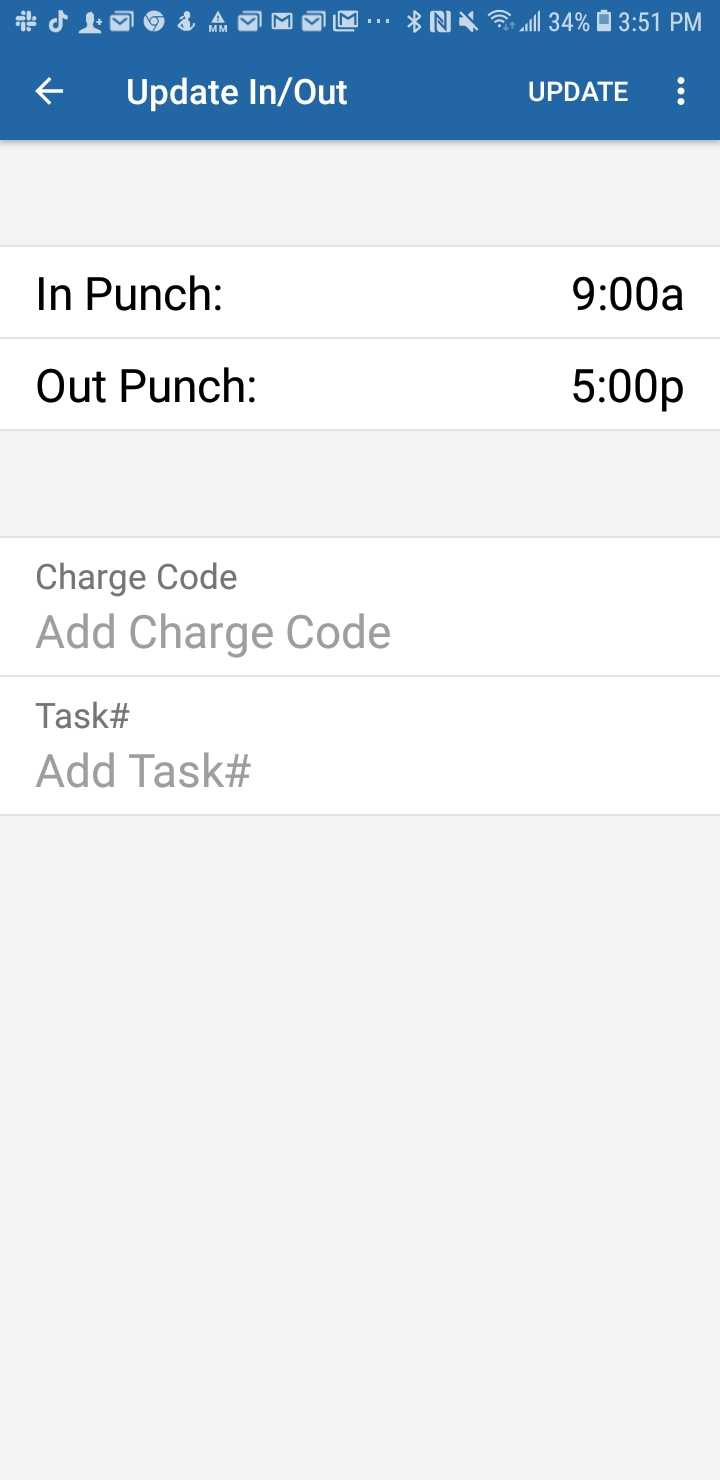 34% 3:51 PM
Update In/Out UPDATE
In Punch: 9:00a
Out Punch: 5:00p
Charge Code
Add Charge Code
Task#
Add Task#